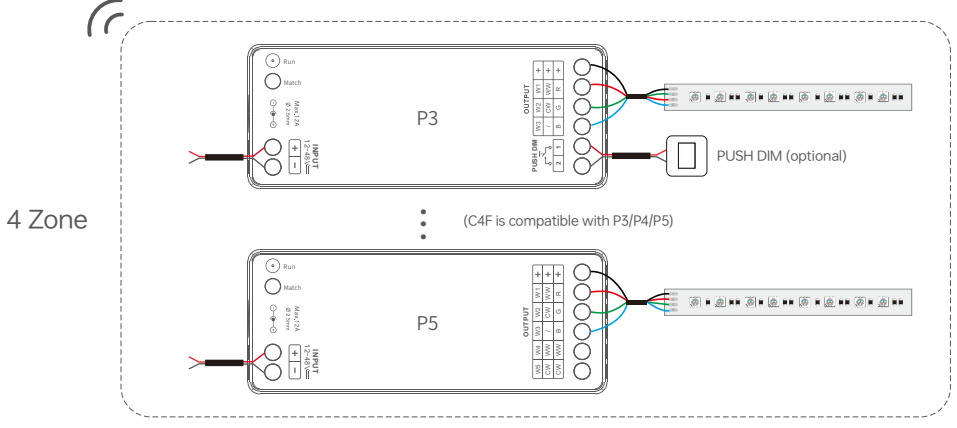 Run
Match
Max.12A
Ø 2.5mm
INPUT
12-48V
+
−
P3
OUTPUT
+ + +
W1 WW R
W2 CW G
W3 / B
PUSH DIM
1
2
PUSH DIM (optional)
4 Zone
(C4F is compatible with P3/P4/P5)
Run
Match
Max.12A
Ø 2.5mm
INPUT
12-48V
+
−
P5
OUTPUT
+ + +
W1 WW R
W2 CW G
W3 / B
W4 WW WW
W5 CW CW